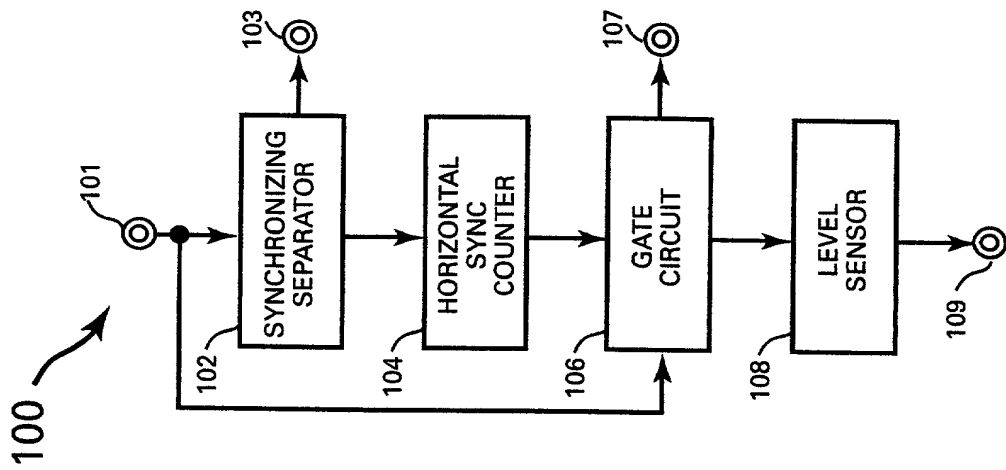 100
101
102
SYNCHRONIZING
SEPARATOR
103
104
HORIZONTAL
SYNC
COUNTER
106
GATE
CIRCUIT
107
108
LEVEL
SENSOR
109